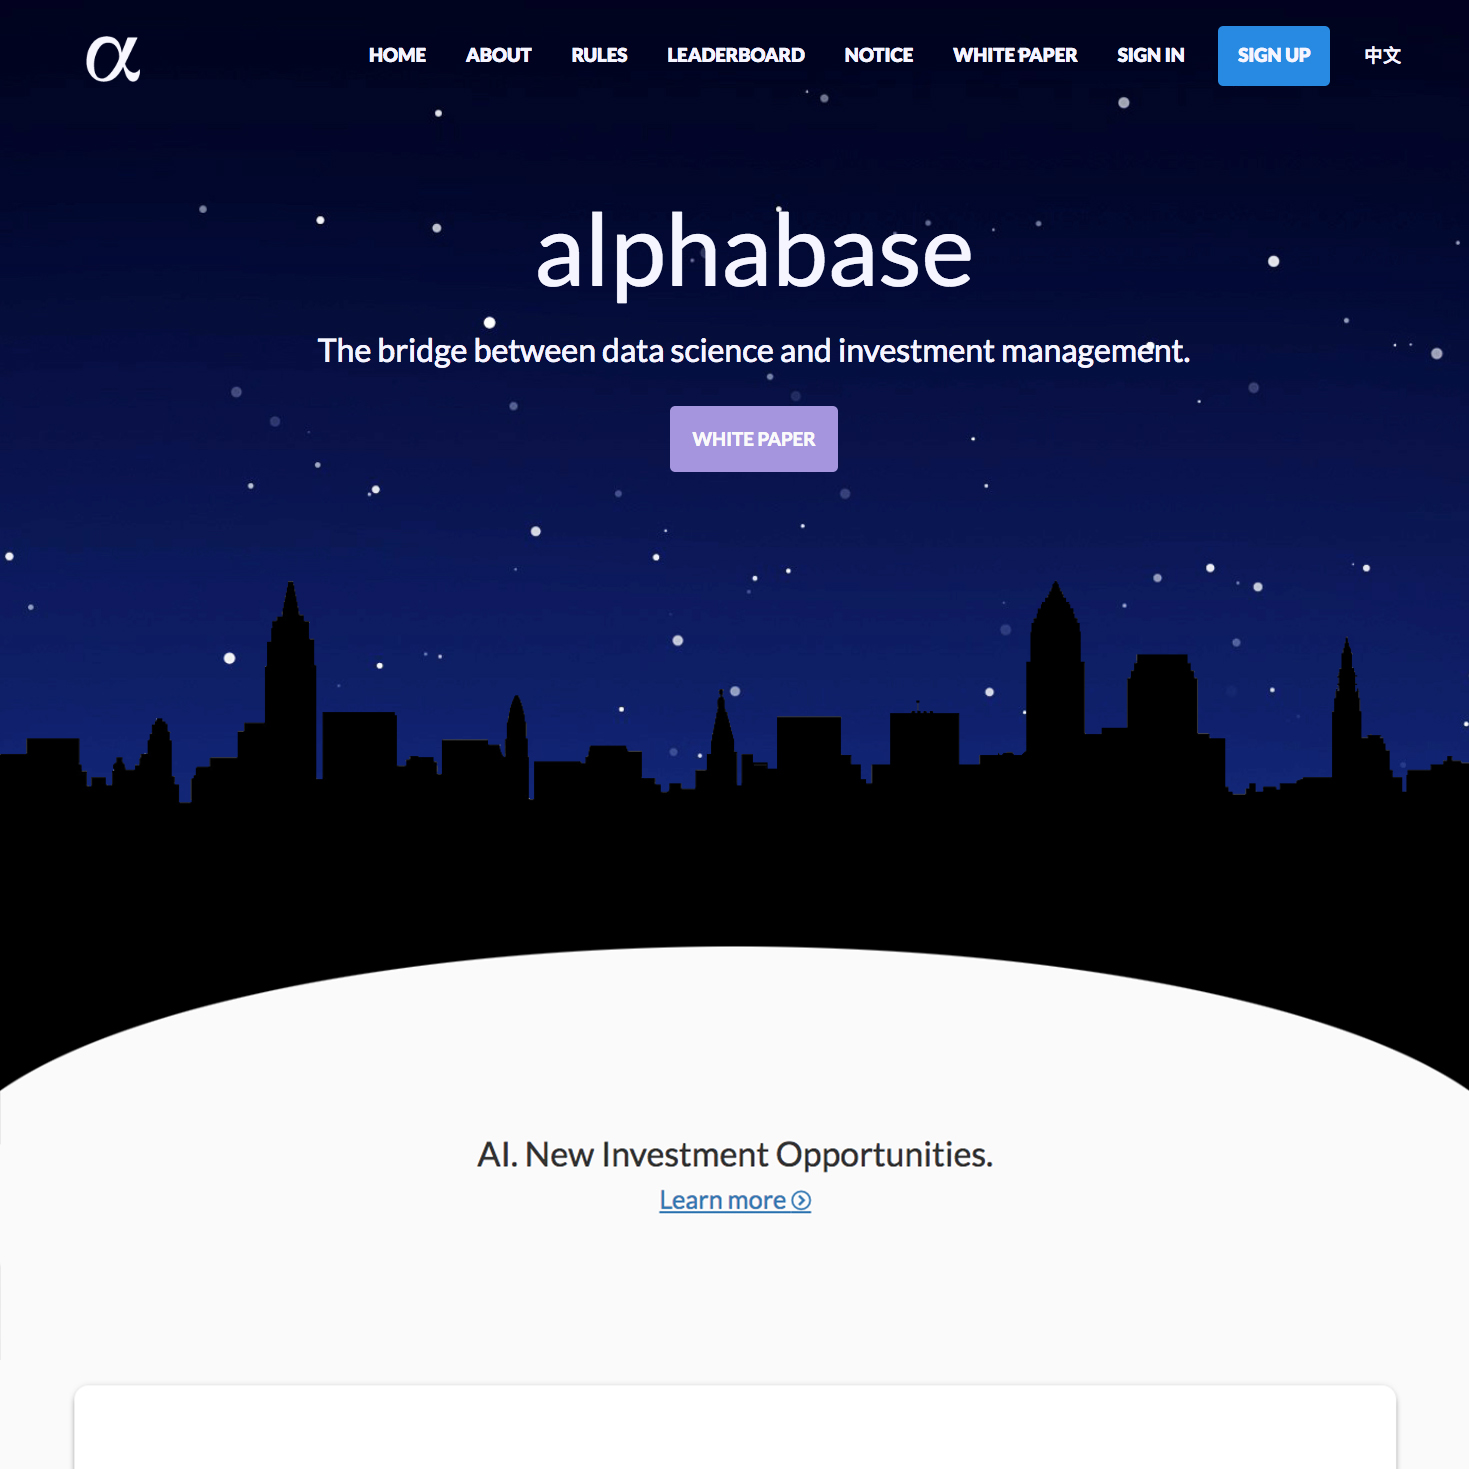 α
HOME ABOUT RULES LEADERBOARD NOTICE WHITE PAPER SIGN IN SIGN UP 中文
alphabase
The bridge between data science and investment management.
WHITE PAPER
AI. New Investment Opportunities.
Learn more